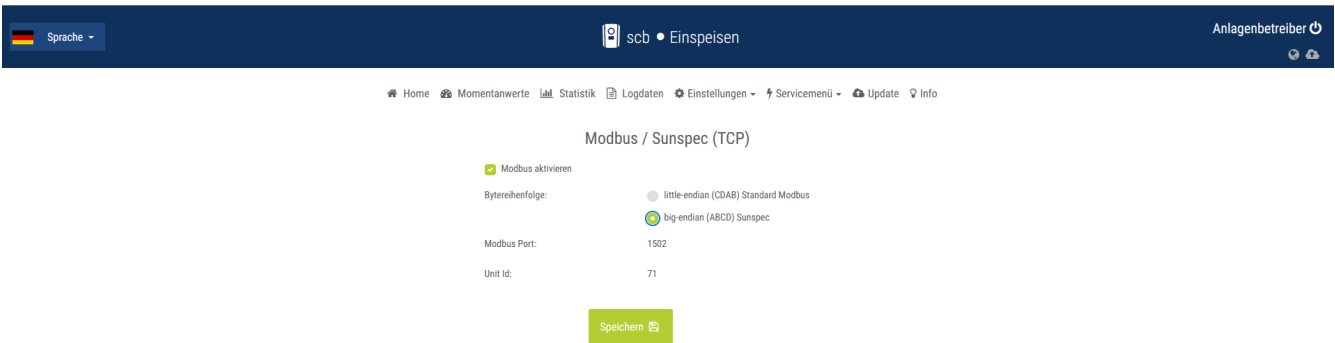 Sprache
scb • Einspeisen
Anlagenbetreiber
Home Momentanwerte Statistik Logdaten Einstellungen Servicemenü Update Info
Modbus / Sunspec (TCP)
Modbus aktivieren
Bytereihenfolge: little-endian (CDAB) Standard Modbus
big-endian (ABCD) Sunspec
Modbus Port: 1502
Unit Id: 71
Speichern